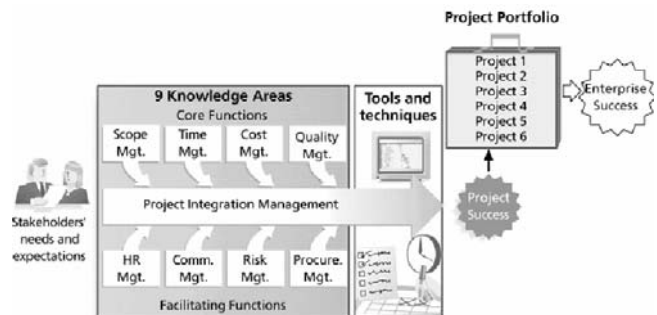 Project Portfolio
Project 1
Project 2
Project 3
Project 4
Project 5
Project 6
Enterprise
Success
9 Knowledge Areas
Core Functions
Tools and
techniques
Scope
Mgt.
Time
Mgt.
Cost
Mgt.
Quality
Mgt.
Project Integration Management
Project
Success
Stakeholders'
needs and
expectations
HR
Mgt.
Comm.
Mgt.
Risk
Mgt.
Procure.
Mgt.
Facilitating Functions